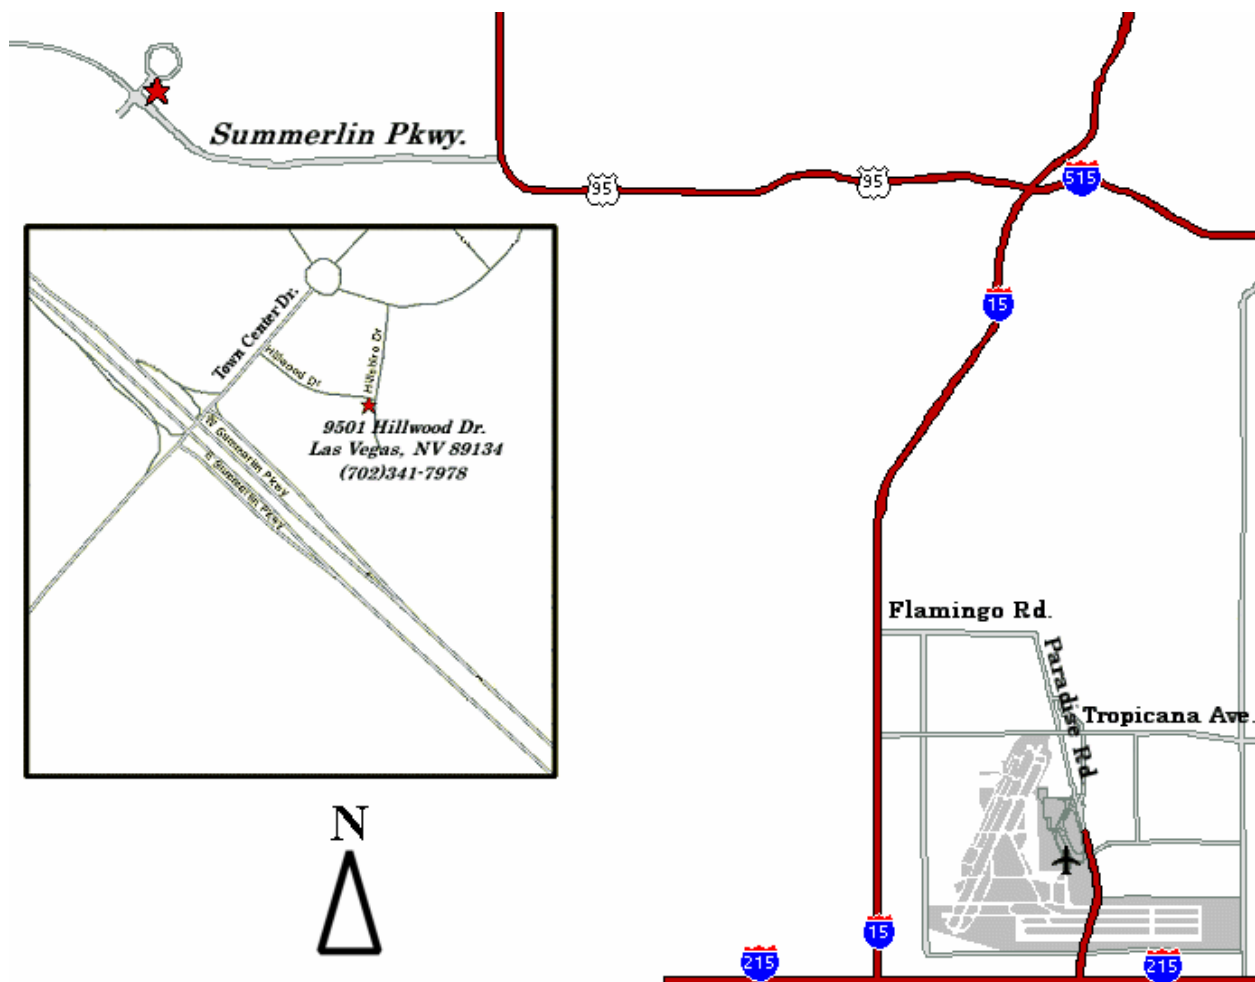 Summerlin Pkwy.
95
95
515
15
Town Center Dr.
Hillwood Dr
Hillshire Dr
9501 Hillwood Dr.
Las Vegas, NV 89134
(702)341-7978
W Summerlin Pkwy
E Summerlin Pkwy
Flamingo Rd.
Paradise Rd
Tropicana Ave.
N
15
215
215